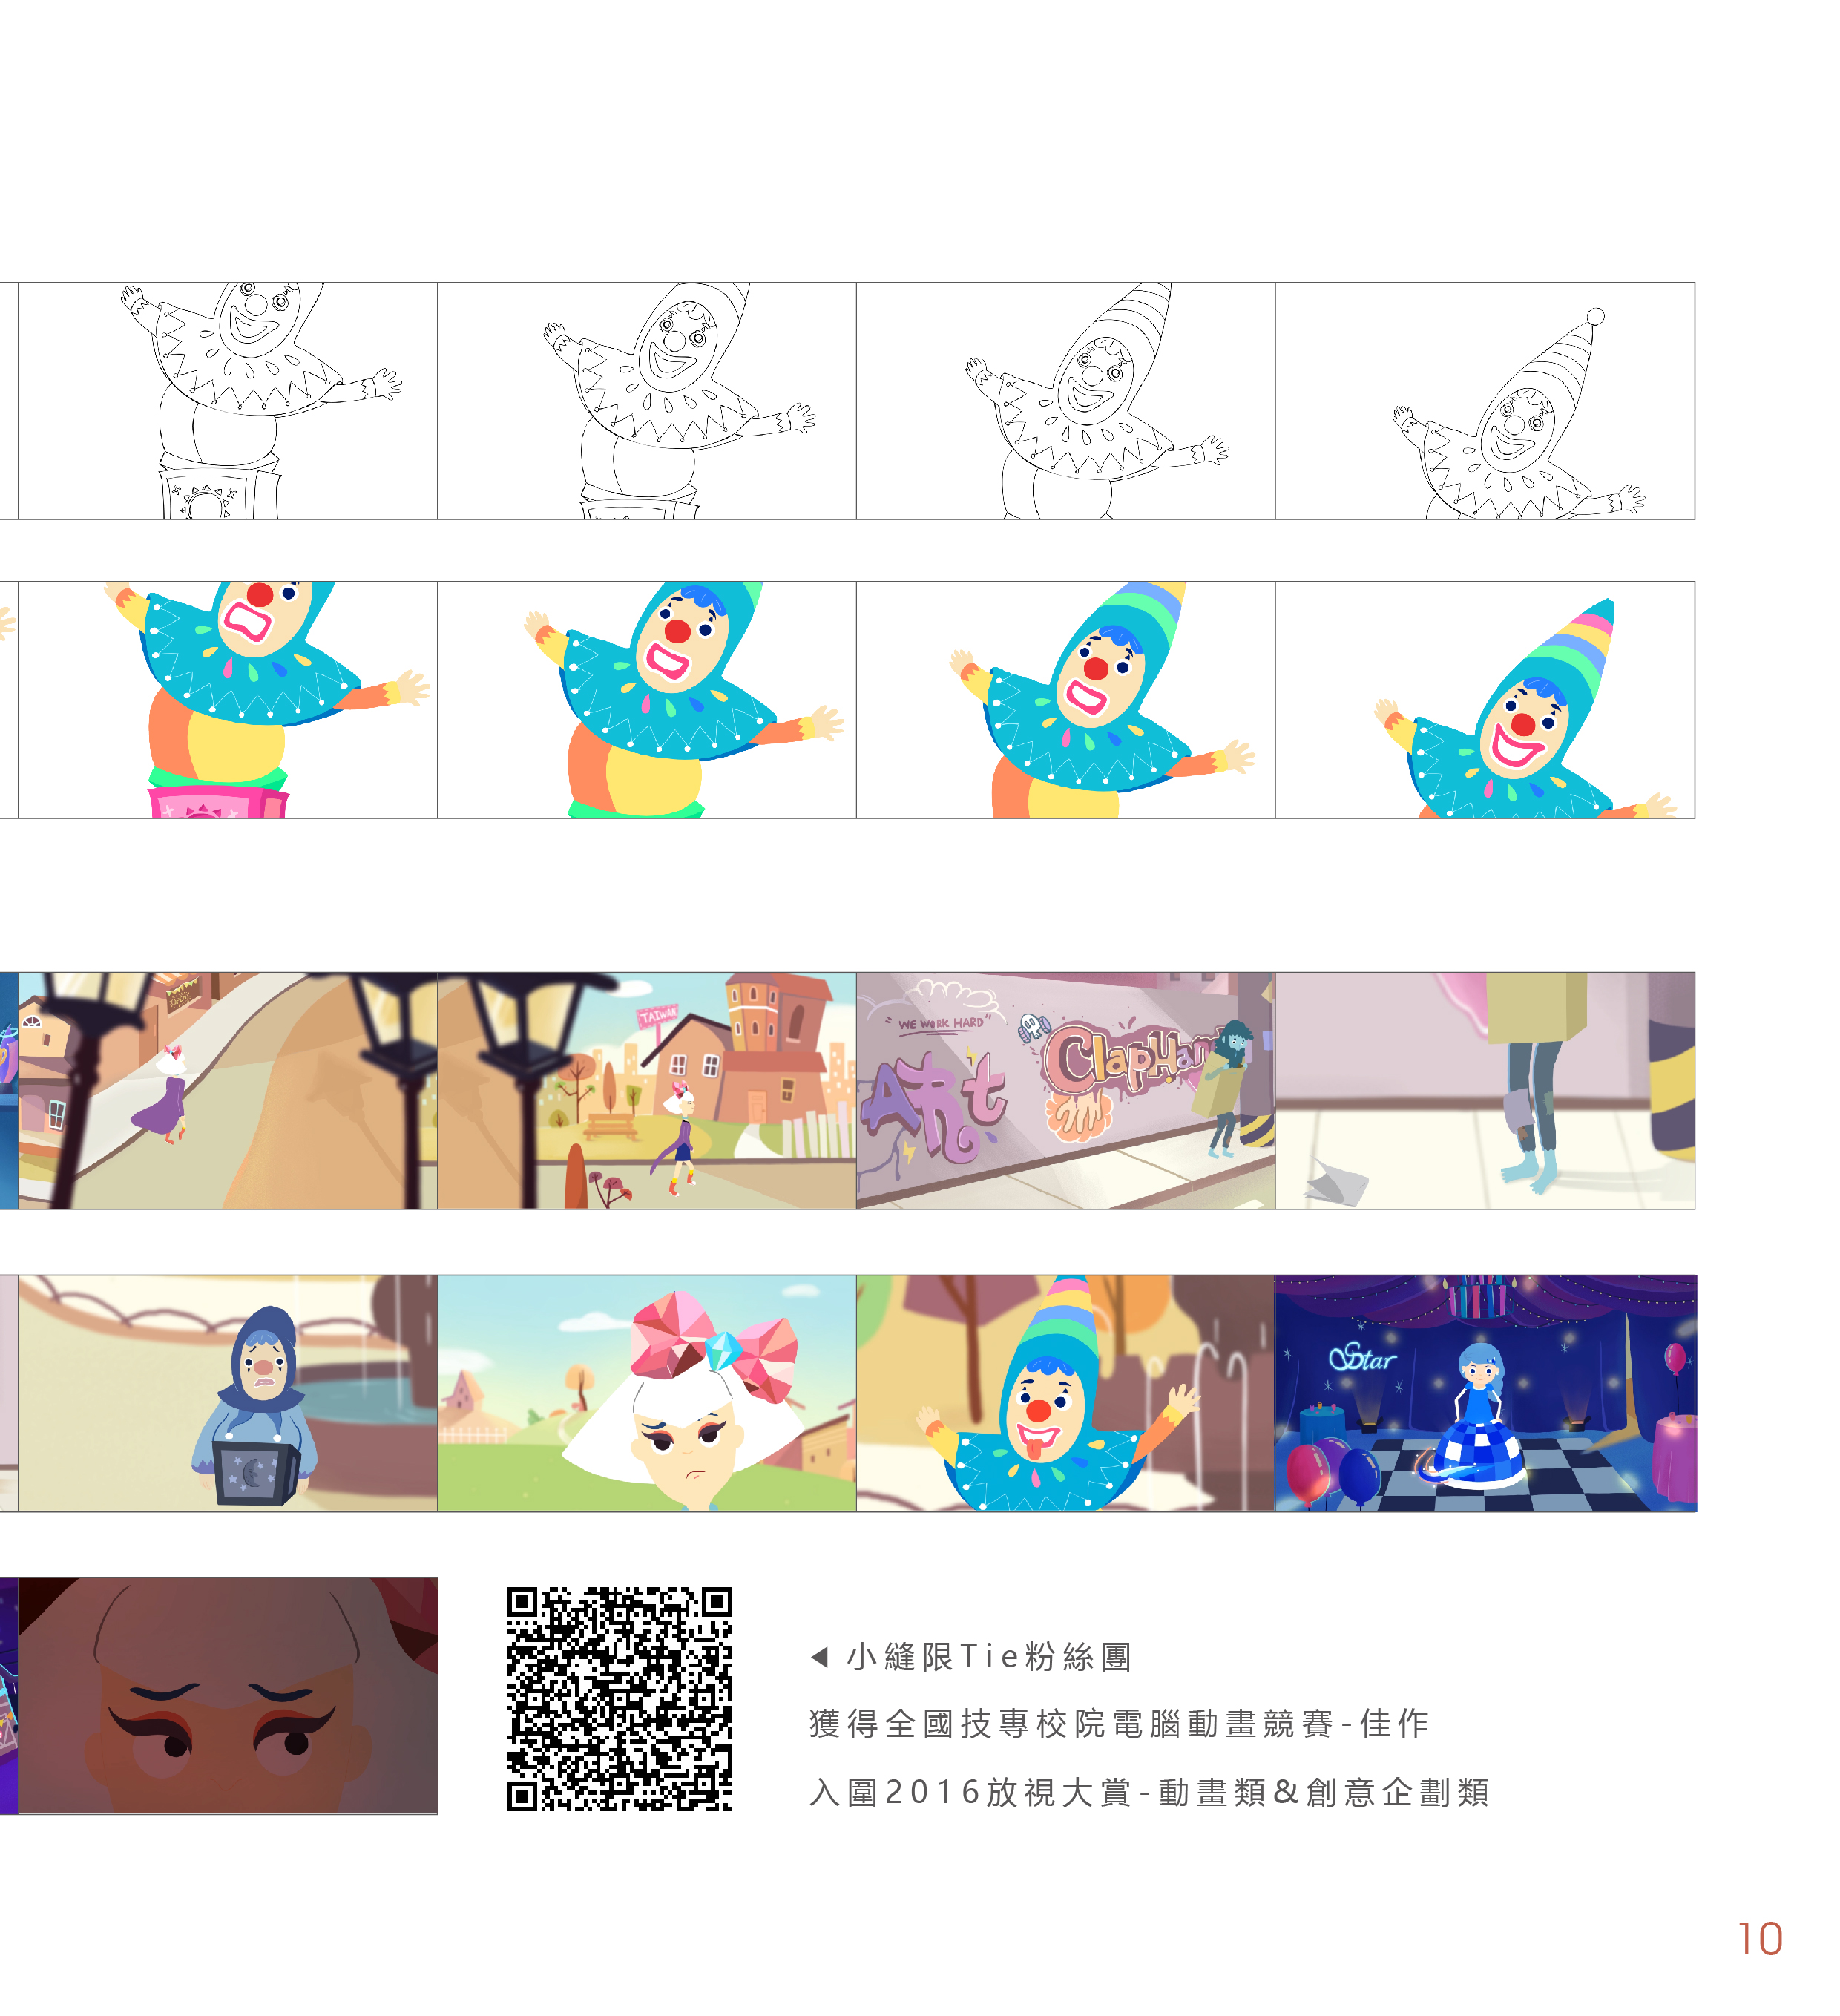 TAIWAN
" WE WORK HARD "
ARt
ClapHan
Star
◀ 小縫限Tie粉絲團
獲得全國技專校院電腦動畫競賽-佳作
入圍2016放視大賞-動畫類&創意企劃類
10